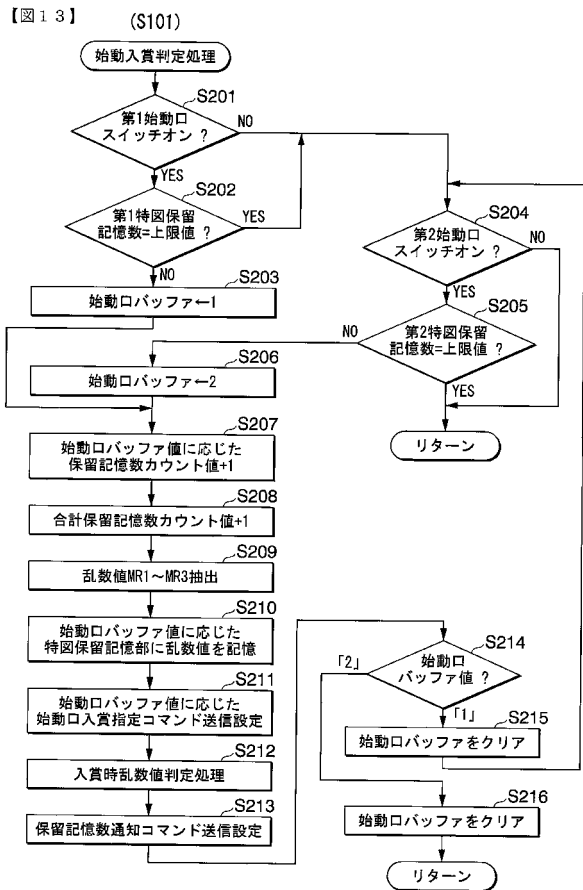 【図13】
(S101)
始動入賞判定処理
S201
第1始動口
スイッチオン ?
NO
YES
S202
第1特図保留
記憶数=上限値 ?
YES
NO
S203
始動口バッファ←1
S204
第2始動口
スイッチオン ?
NO
YES
S205
第2特図保留
記憶数=上限値 ?
NO
YES
リターン
S206
始動口バッファ←2
S207
始動口バッファ値に応じた
保留記憶数カウント値+1
S208
合計保留記憶数カウント値+1
S209
乱数値MR1～MR3抽出
S210
始動口バッファ値に応じた
特図保留記憶部に乱数値を記憶
S211
始動口バッファ値に応じた
始動口入賞指定コマンド送信設定
S212
入賞時乱数値判定処理
S213
保留記憶数通知コマンド送信設定
S214
始動口
バッファ値 ?
「2」
「1」
S215
始動口バッファをクリア
S216
始動口バッファをクリア
リターン